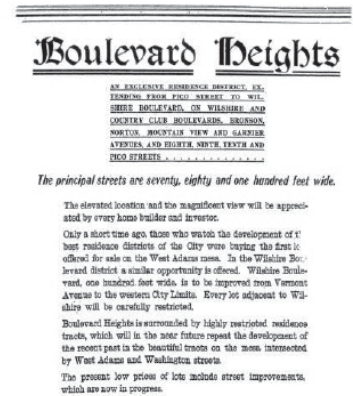 Boulevard Heights
AN EXCLUSIVE RESIDENCE DISTRICT, EX-
TENDING FROM PICO STREET TO WIL-
SHIRE BOULEVARD, ON WILSHIRE AND
COUNTRY CLUB BOULEVARDS, BRONSON,
NORTON, MOUNTAIN VIEW AND GARNIER
AVENUES, AND EIGHTH, NINTH, TENTH AND
PICO STREETS . . . . . . . . . . . .
The principal streets are seventy, eighty and one hundred feet wide.
The elevated location and the magnificent view will be appreci-
ated by every home builder and investor.
Only a short time ago, those who watch the development of
best residence districts of the City were buying the first
offered for sale on the West Adams mesa. In the Wilshire Bou-
levard district a similar opportunity is offered. Wilshire Boule-
vard, one hundred feet wide, is to be improved from Vermont
Avenue to the western City Limits. Every lot adjacent to Wil-
shire will be carefully restricted.
Boulevard Heights is surrounded by highly restricted residence
tracts, which will in the near future repeat the development of
the recent past in the beautiful tracts on the mesa intersected
by West Adams and Washington streets.
The present low prices of lots include street improvements,
which are now in progress.